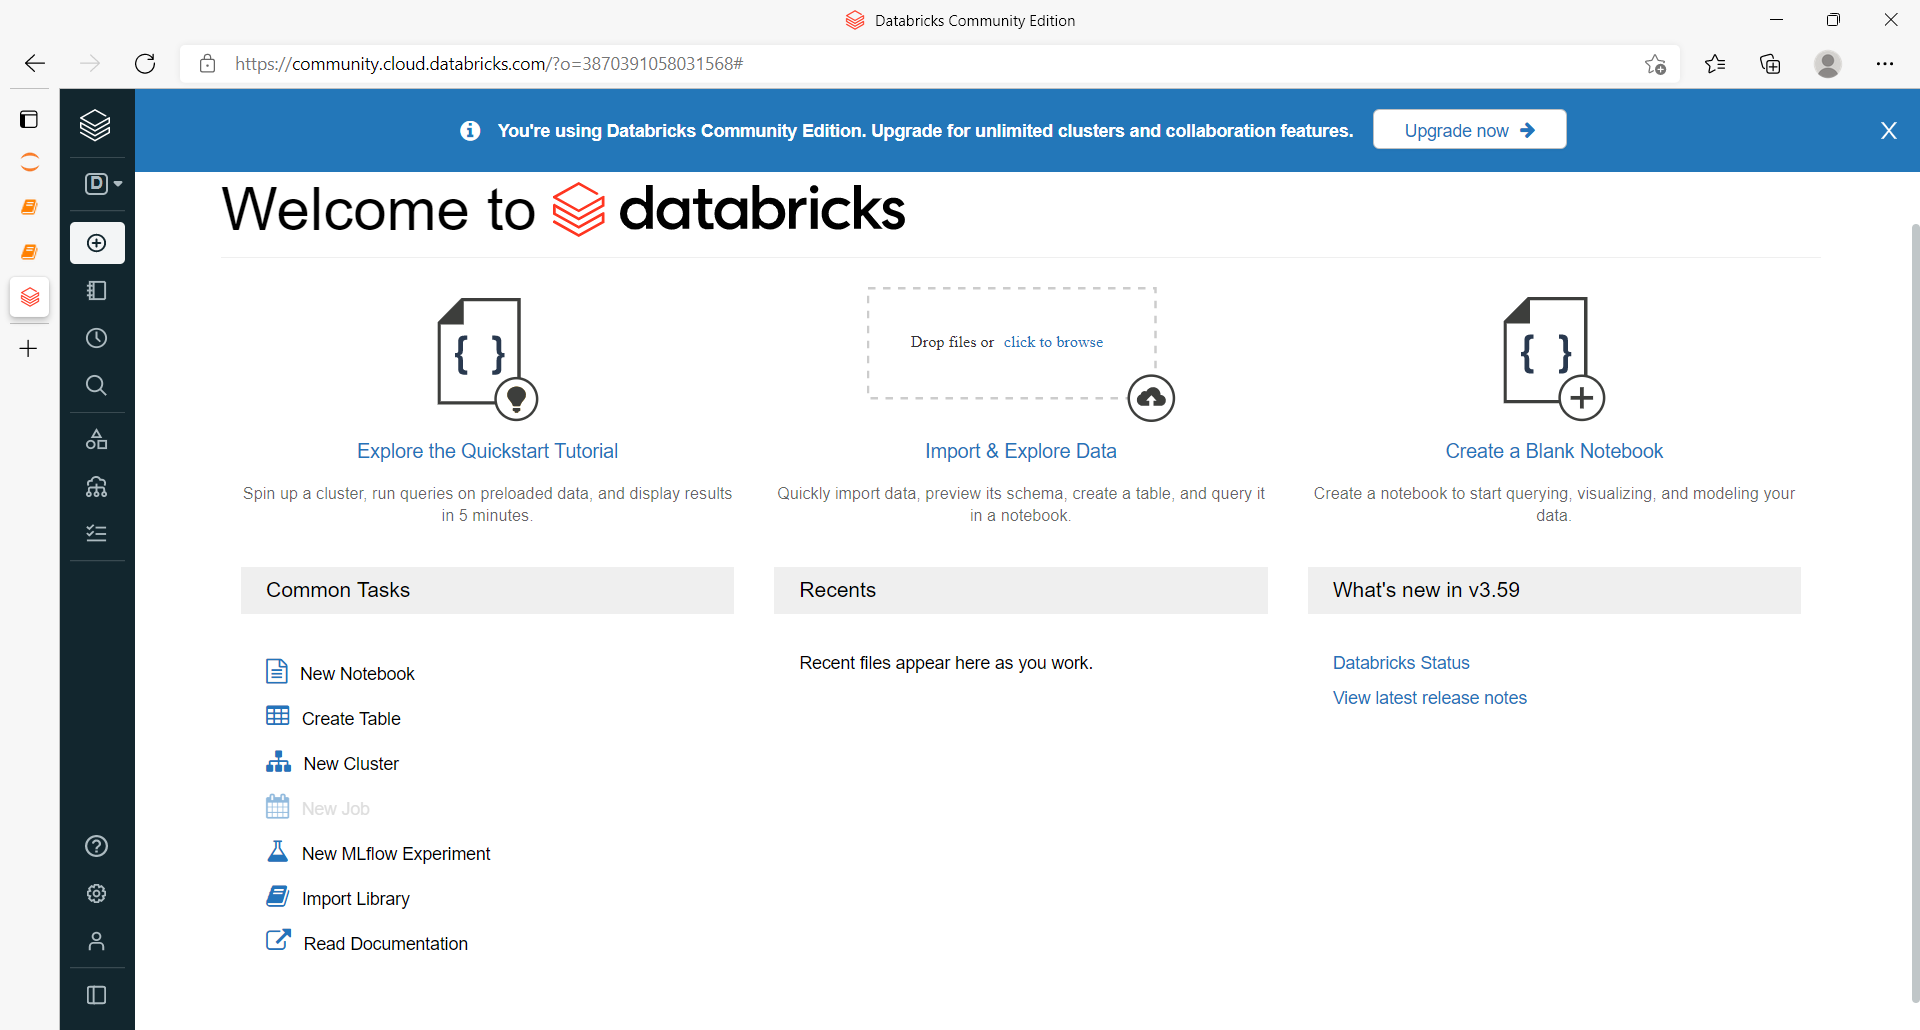 Databricks Community Edition
https://community.cloud.databricks.com/?o=3870391058031568#
D
You're using Databricks Community Edition. Upgrade for unlimited clusters and collaboration features.
Upgrade now
X
Welcome to databricks
{ }
Drop files or click to browse
{ }
Explore the Quickstart Tutorial
Spin up a cluster, run queries on preloaded data, and display results
in 5 minutes.
Import & Explore Data
Quickly import data, preview its schema, create a table, and query it
in a notebook.
Create a Blank Notebook
Create a notebook to start querying, visualizing, and modeling your
data.
Common Tasks
New Notebook
Create Table
New Cluster
New Job
New MLflow Experiment
Import Library
Read Documentation
Recents
Recent files appear here as you work.
What's new in v3.59
Databricks Status
View latest release notes